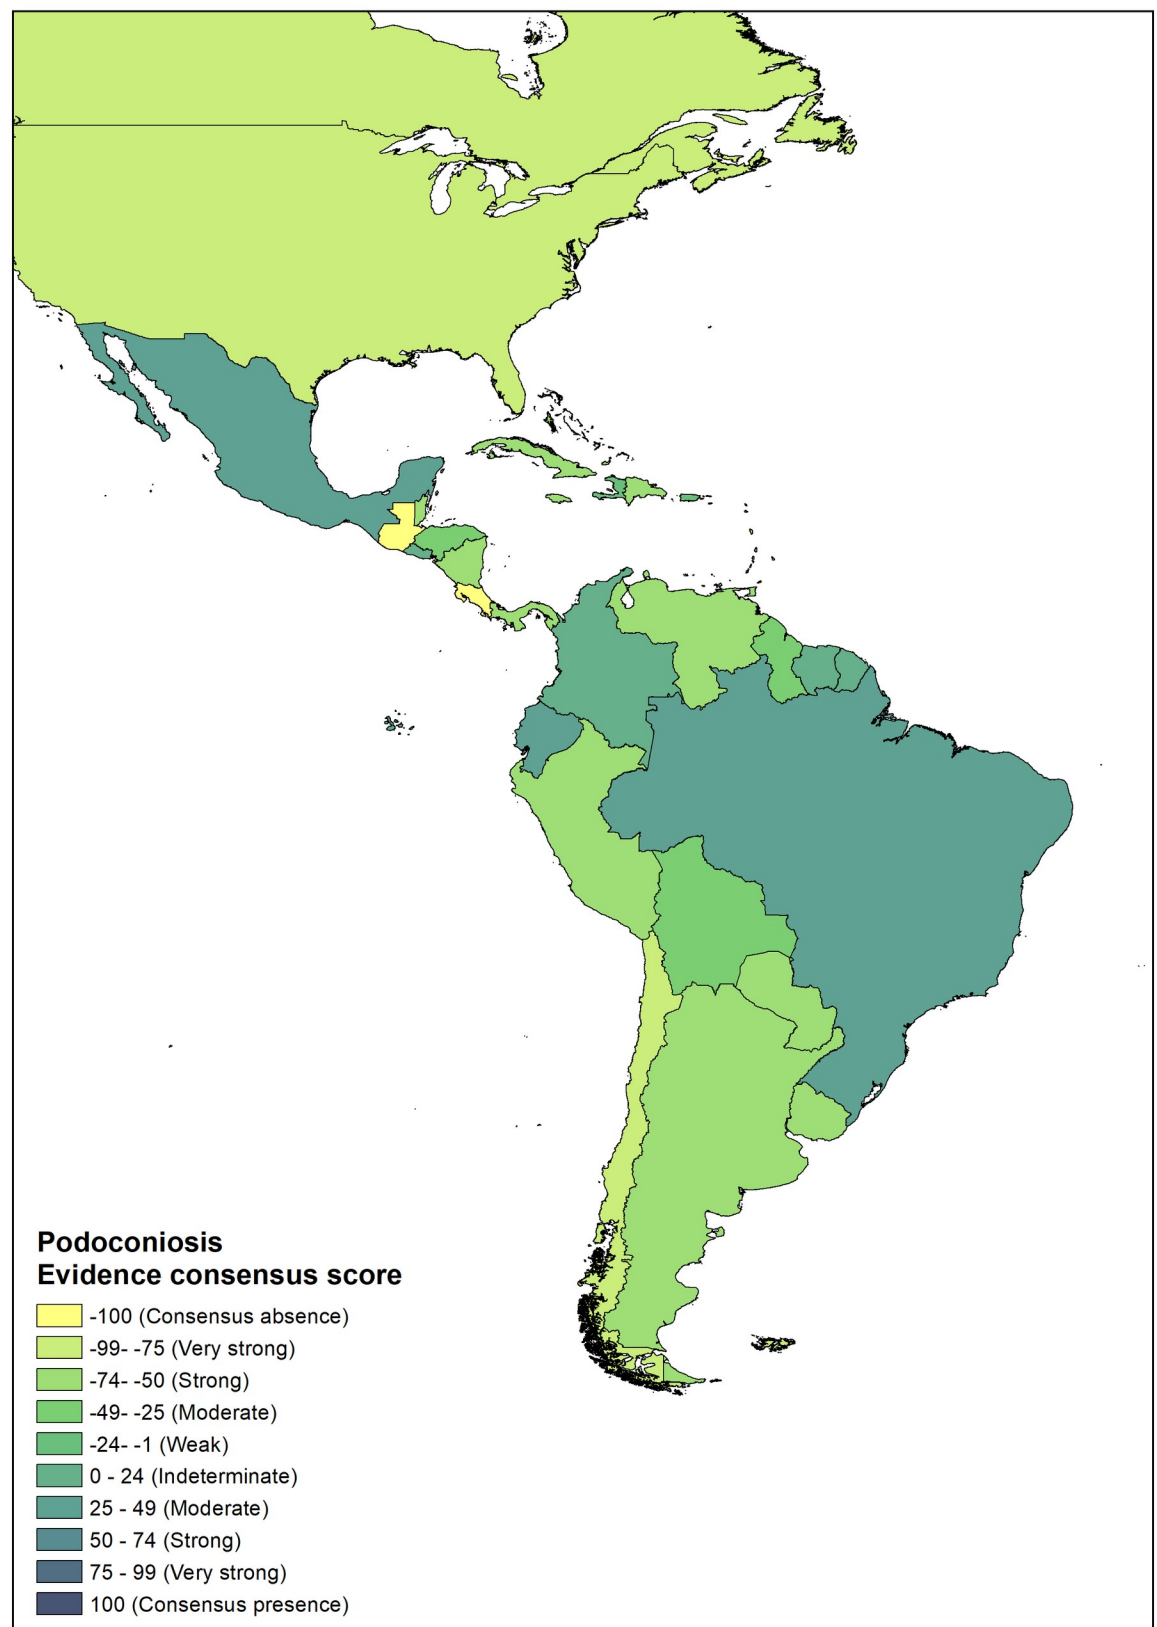 Podoconiosis
Evidence consensus score
-100 (Consensus absence)
-99- -75 (Very strong)
-74- -50 (Strong)
-49- -25 (Moderate)
-24- -1 (Weak)
0 - 24 (Indeterminate)
25 - 49 (Moderate)
50 - 74 (Strong)
75 - 99 (Very strong)
100 (Consensus presence)